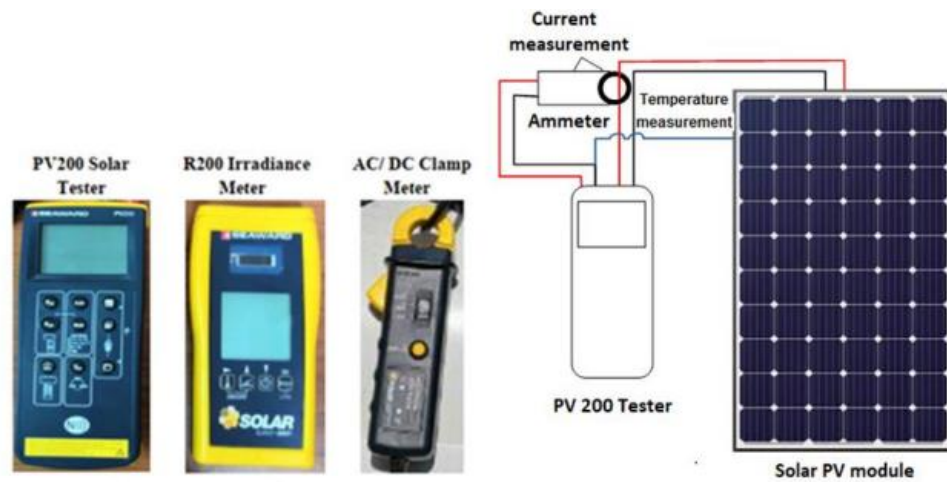 PV200 Solar
Tester
R200 Irradiance
Meter
AC/ DC Clamp
Meter
SEAWARD
SEAWARD
SOLAR
Current
measurement
Ammeter
Temperature
measurement
PV 200 Tester
Solar PV module